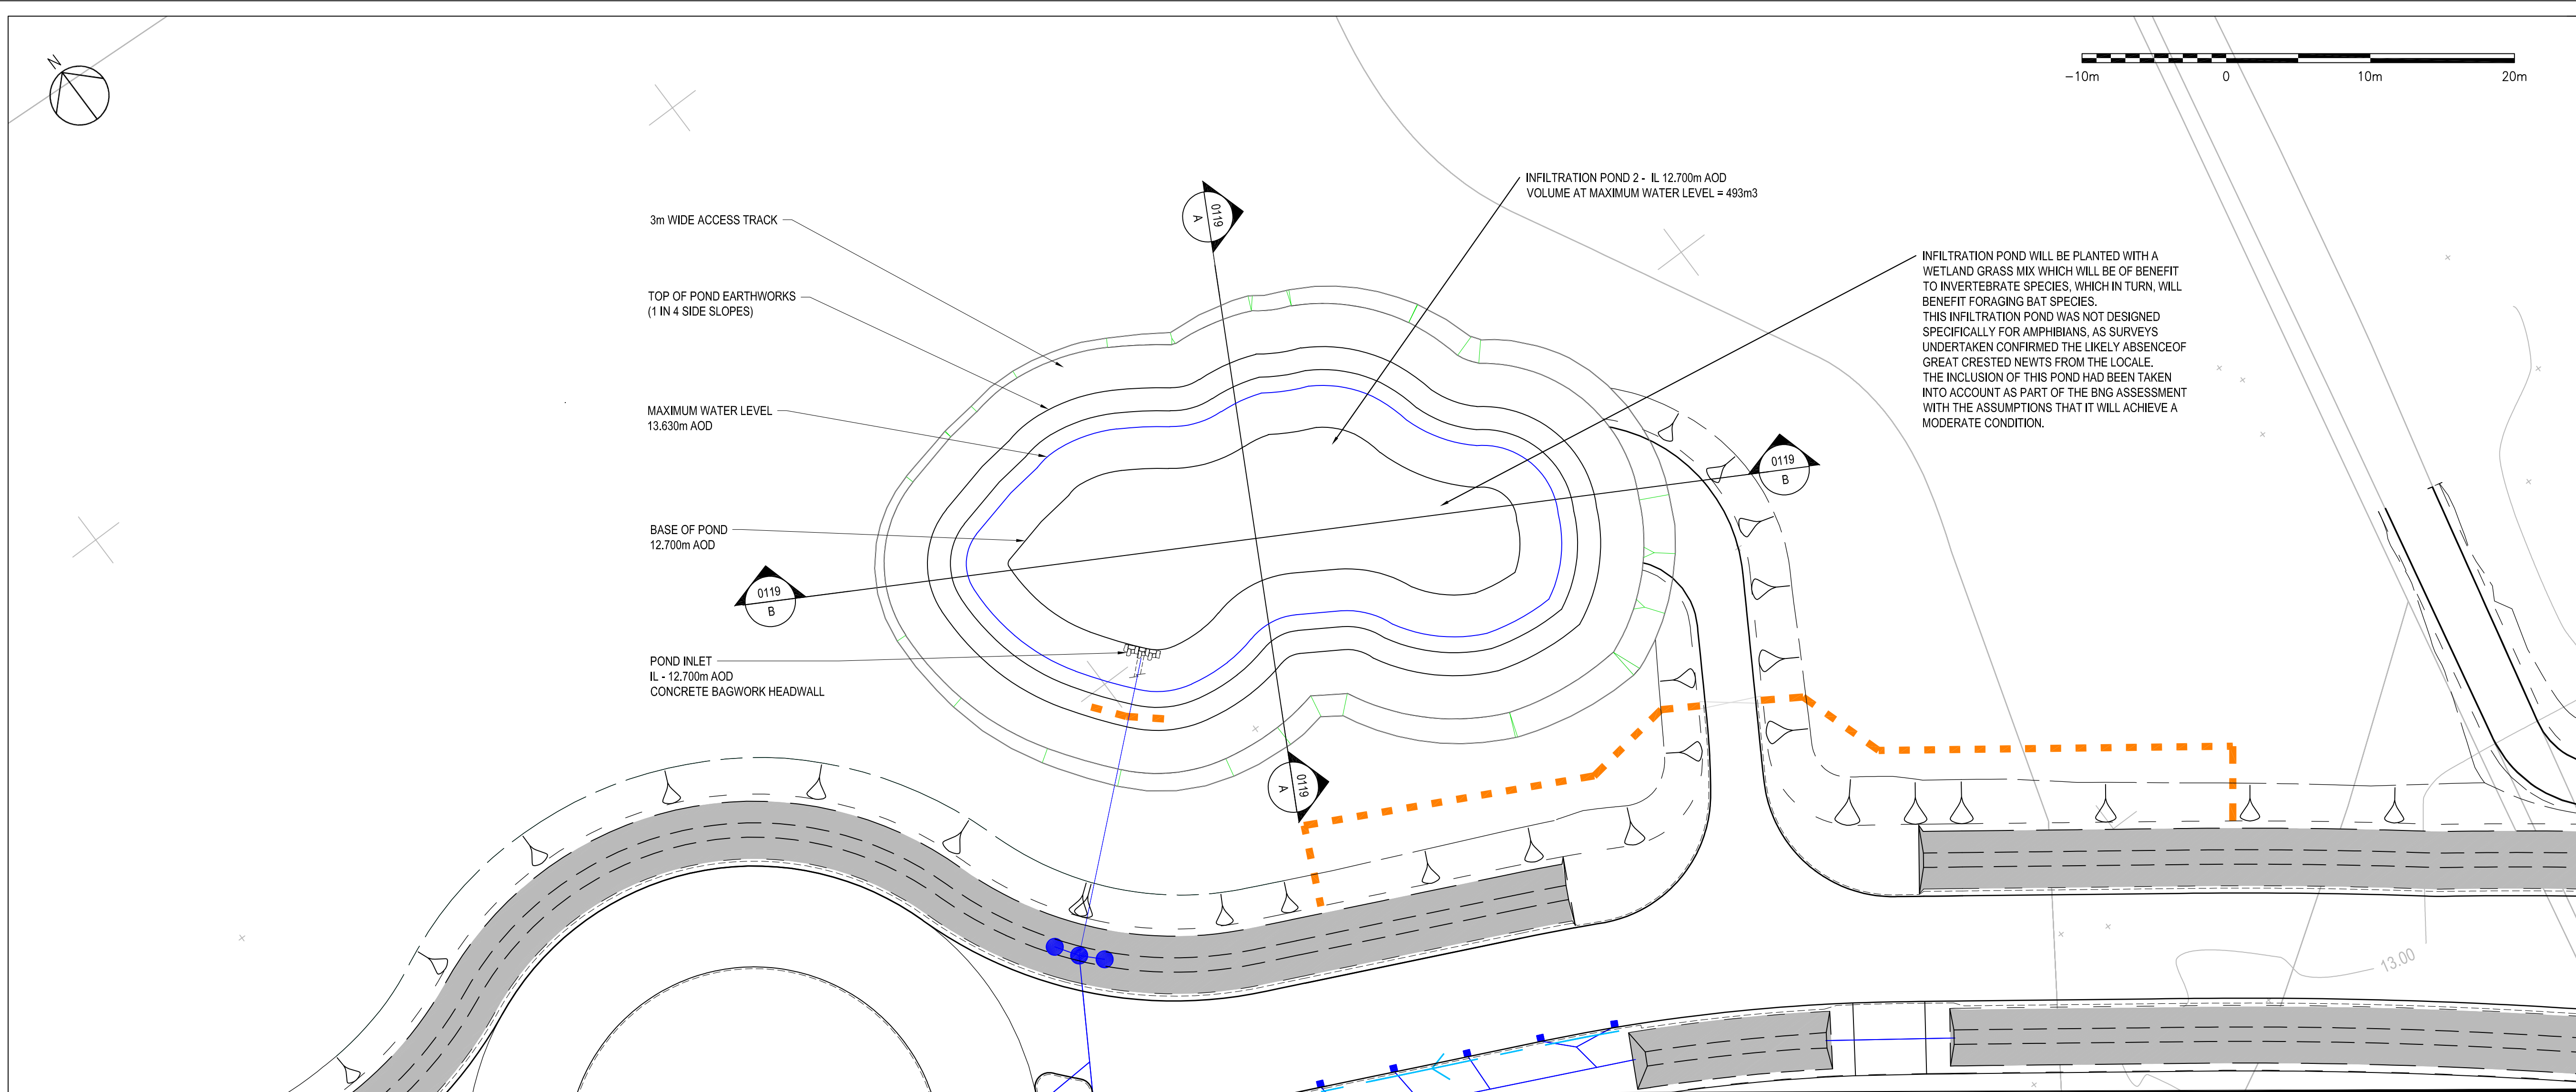 N
-10m
0
10m
20m
INFILTRATION POND 2 - IL 12.700m AOD
VOLUME AT MAXIMUM WATER LEVEL = 493m3
0119
A
3m WIDE ACCESS TRACK
INFILTRATION POND WILL BE PLANTED WITH A
WETLAND GRASS MIX WHICH WILL BE OF BENEFIT
TO INVERTEBRATE SPECIES, WHICH IN TURN, WILL
BENEFIT FORAGING BAT SPECIES.
THIS INFILTRATION POND WAS NOT DESIGNED
SPECIFICALLY FOR AMPHIBIANS, AS SURVEYS
UNDERTAKEN CONFIRMED THE LIKELY ABSENCEOF
GREAT CRESTED NEWTS FROM THE LOCALE.
THE INCLUSION OF THIS POND HAD BEEN TAKEN
INTO ACCOUNT AS PART OF THE BNG ASSESSMENT
WITH THE ASSUMPTIONS THAT IT WILL ACHIEVE A
MODERATE CONDITION.
TOP OF POND EARTHWORKS
(1 IN 4 SIDE SLOPES)
MAXIMUM WATER LEVEL
13.630m AOD
0119
B
BASE OF POND
12.700m AOD
0119
B
POND INLET
IL - 12.700m AOD
CONCRETE BAGWORK HEADWALL
0119
A
13.00